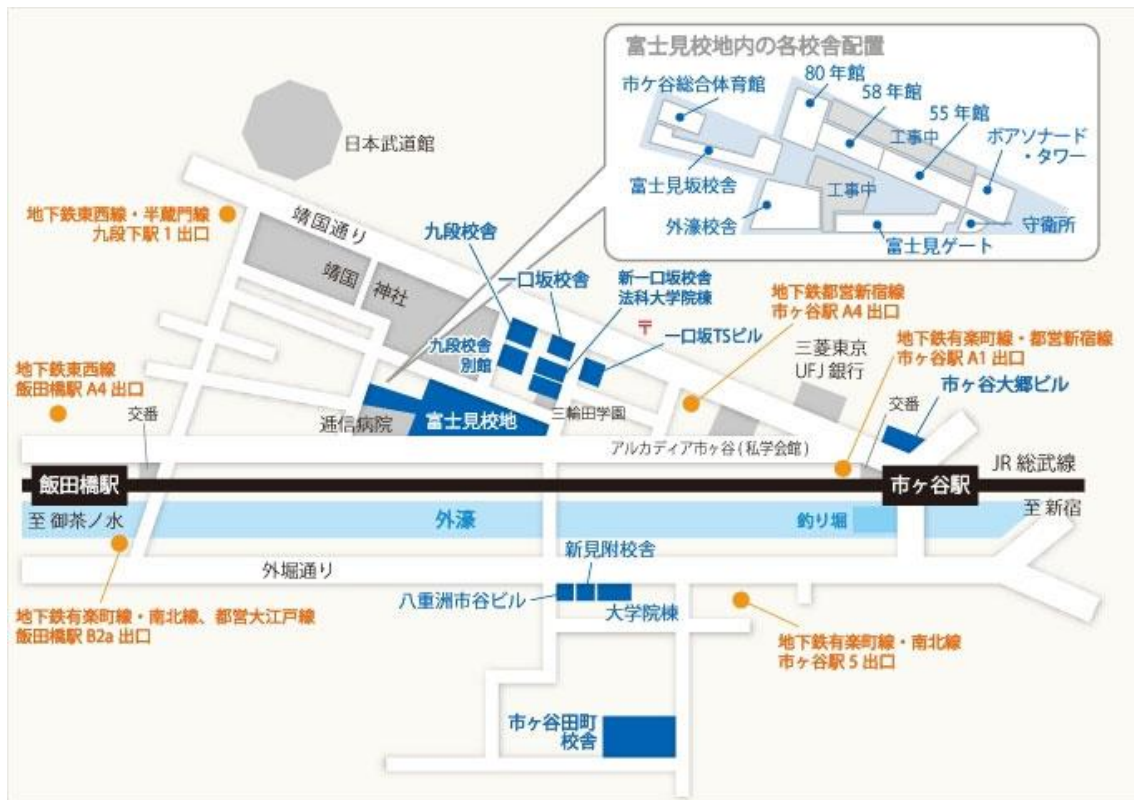 富士見校地内の各校舎配置
80 年館
市ケ谷総合体育館
58 年館
55 年館
工事中
ボアソナード
・タワー
富士見坂校舎
工事中
外濠校舎
守衛所
富士見ゲート
日本武道館
地下鉄東西線・半蔵門線
九段下駅 1 出口
靖国通り
靖国
神社
九段校舎
一口坂校舎
新一口坂校舎
法科大学院棟
〒
一口坂TSビル
地下鉄都営新宿線
市ヶ谷駅 A4 出口
地下鉄有楽町線・都営新宿線
市ヶ谷駅 A1 出口
三菱東京
UFJ 銀行
九段校舎
別館
地下鉄東西線
飯田橋駅 A4 出口
交番
逓信病院
富士見校地
三輪田学園
市ヶ谷大郷ビル
交番
アルカディア市ヶ谷 ( 私学会館 )
JR 総武線
飯田橋駅
市ヶ谷駅
至 御茶ノ水
外濠
釣り堀
至 新宿
外堀通り
新見附校舎
八重洲市谷ビル
大学院棟
地下鉄有楽町線・南北線、都営大江戸線
飯田橋駅 B2a 出口
地下鉄有楽町線・南北線
市ヶ谷駅 5 出口
市ヶ谷田町
校舎